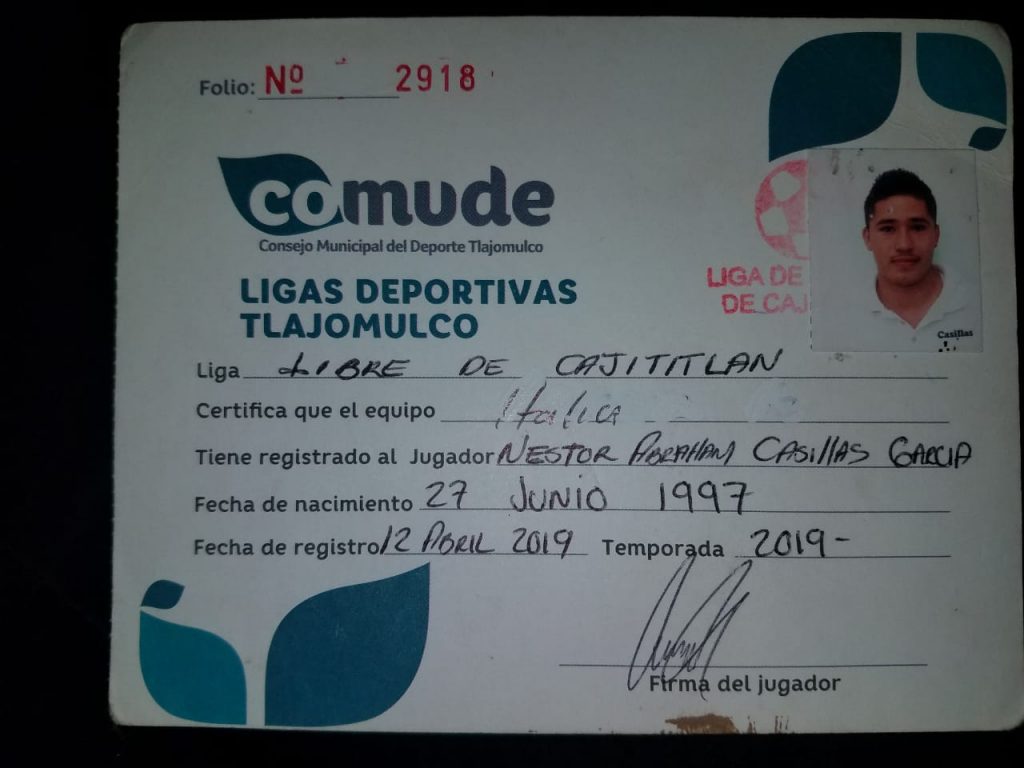 Folio: Nº 2918
comude
Consejo Municipal del Deporte Tlajomulco
LIGAS DEPORTIVAS
TLAJOMULCO
LIGA DE
DE CAJ
Casillas
Liga LIBRE DE CAJITITLAN
Certifica que el equipo Italica
Tiene registrado al Jugador NESTOR ABRAHAM CASillAS GARCIA
Fecha de nacimiento 27 JUNIO 1997
Fecha de registro 12 ABRIL 2019 Temporada 2019-
Firma del jugador